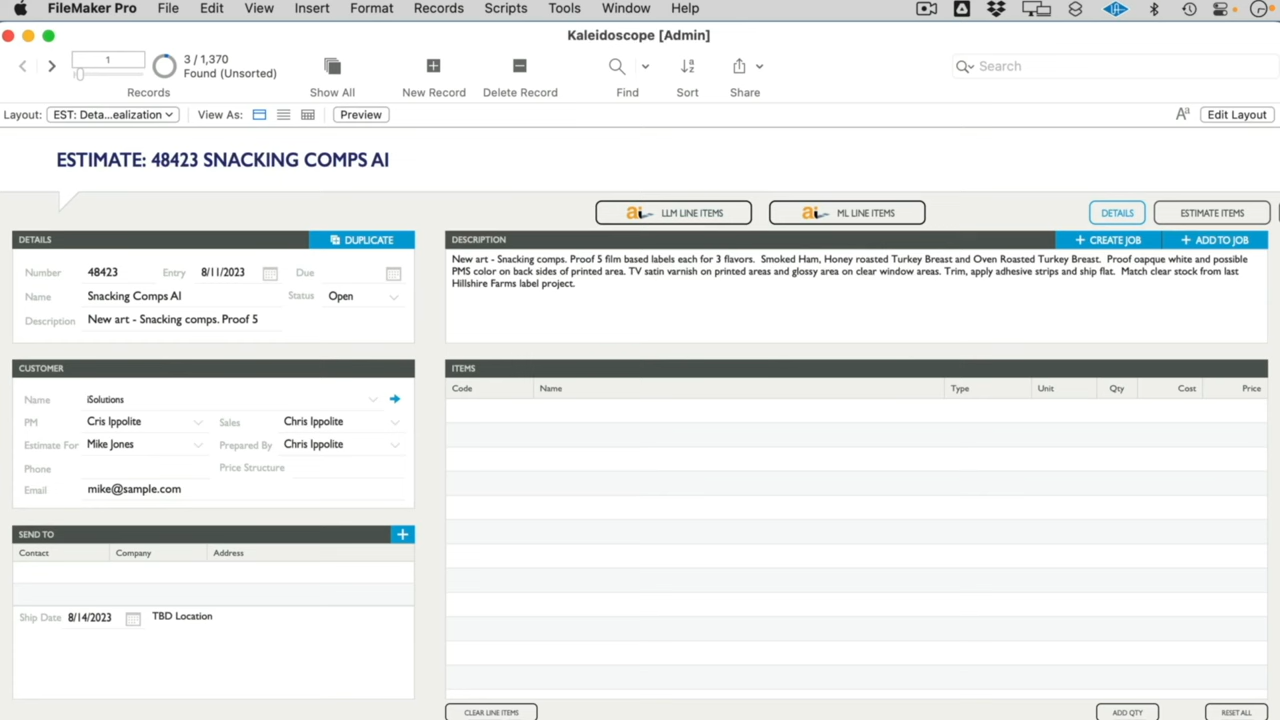 FileMaker Pro File Edit View Insert Format Records Scripts Tools Window Help
Kaleidoscope [Admin]
1
3 / 1,370
Found (Unsorted)
Search
Records Show All New Record Delete Record Find Sort Share
Layout: EST: Deta...ealization View As: Preview Aa Edit Layout
ESTIMATE: 48423 SNACKING COMPS AI
ai LLM LINE ITEMS ai ML LINE ITEMS DETAILS ESTIMATE ITEMS
DETAILS DUPLICATE
Number 48423 Entry 8/11/2023 Due
Name Snacking Comps AI Status Open
Description New art - Snacking comps. Proof 5
DESCRIPTION + CREATE JOB + ADD TO JOB
New art - Snacking comps. Proof 5 film based labels each for 3 flavors. Smoked Ham, Honey roasted Turkey Breast and Oven Roasted Turkey Breast. Proof oapque white and possible
PMS color on back sides of printed area. TV satin varnish on printed areas and glossy area on clear window areas. Trim, apply adhesive strips and ship flat. Match clear stock from last
Hillshire Farms label project.
CUSTOMER
Name iSolutions
PM Cris Ippolite Sales Chris Ippolite
Estimate For Mike Jones Prepared By Chris Ippolite
Phone Price Structure
Email mike@sample.com
ITEMS
Code Name Type Unit Qty Cost Price
SEND TO +
Contact Company Address
Ship Date 8/14/2023 TBD Location
CLEAR LINE ITEMS ADD QTY RESET ALL